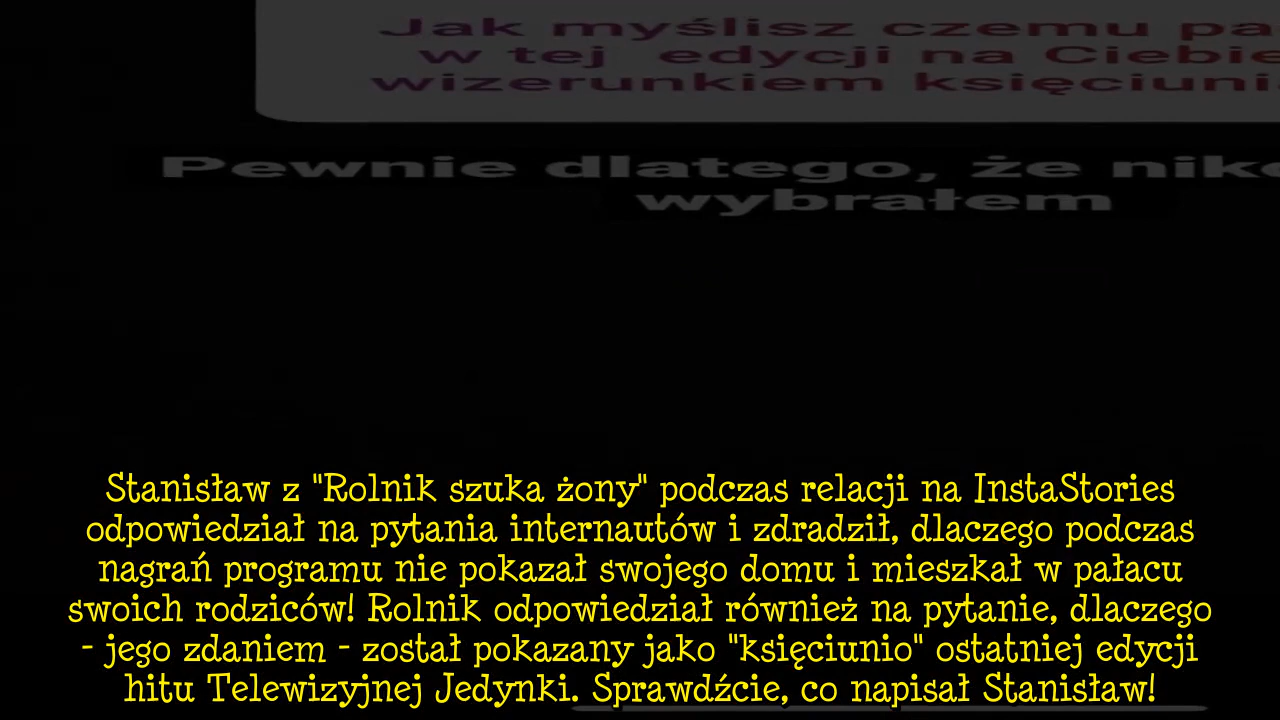 Jak myślisz czemu
w tej edycji na Ciebie
wizerunkiem
Pewnie dlatego, że
wybrałem
Stanisław z "Rolnik szuka żony" podczas relacji na InstaStories
odpowiedział na pytania internautów i zdradził, dlaczego podczas
nagrań programu nie pokazał swojego domu i mieszkał w pałacu
swoich rodziców! Rolnik odpowiedział również na pytanie, dlaczego
- jego zdaniem - został pokazany jako "księciunio" ostatniej edycji
hitu Telewizyjnej Jedynki. Sprawdźcie, co napisał Stanisław!